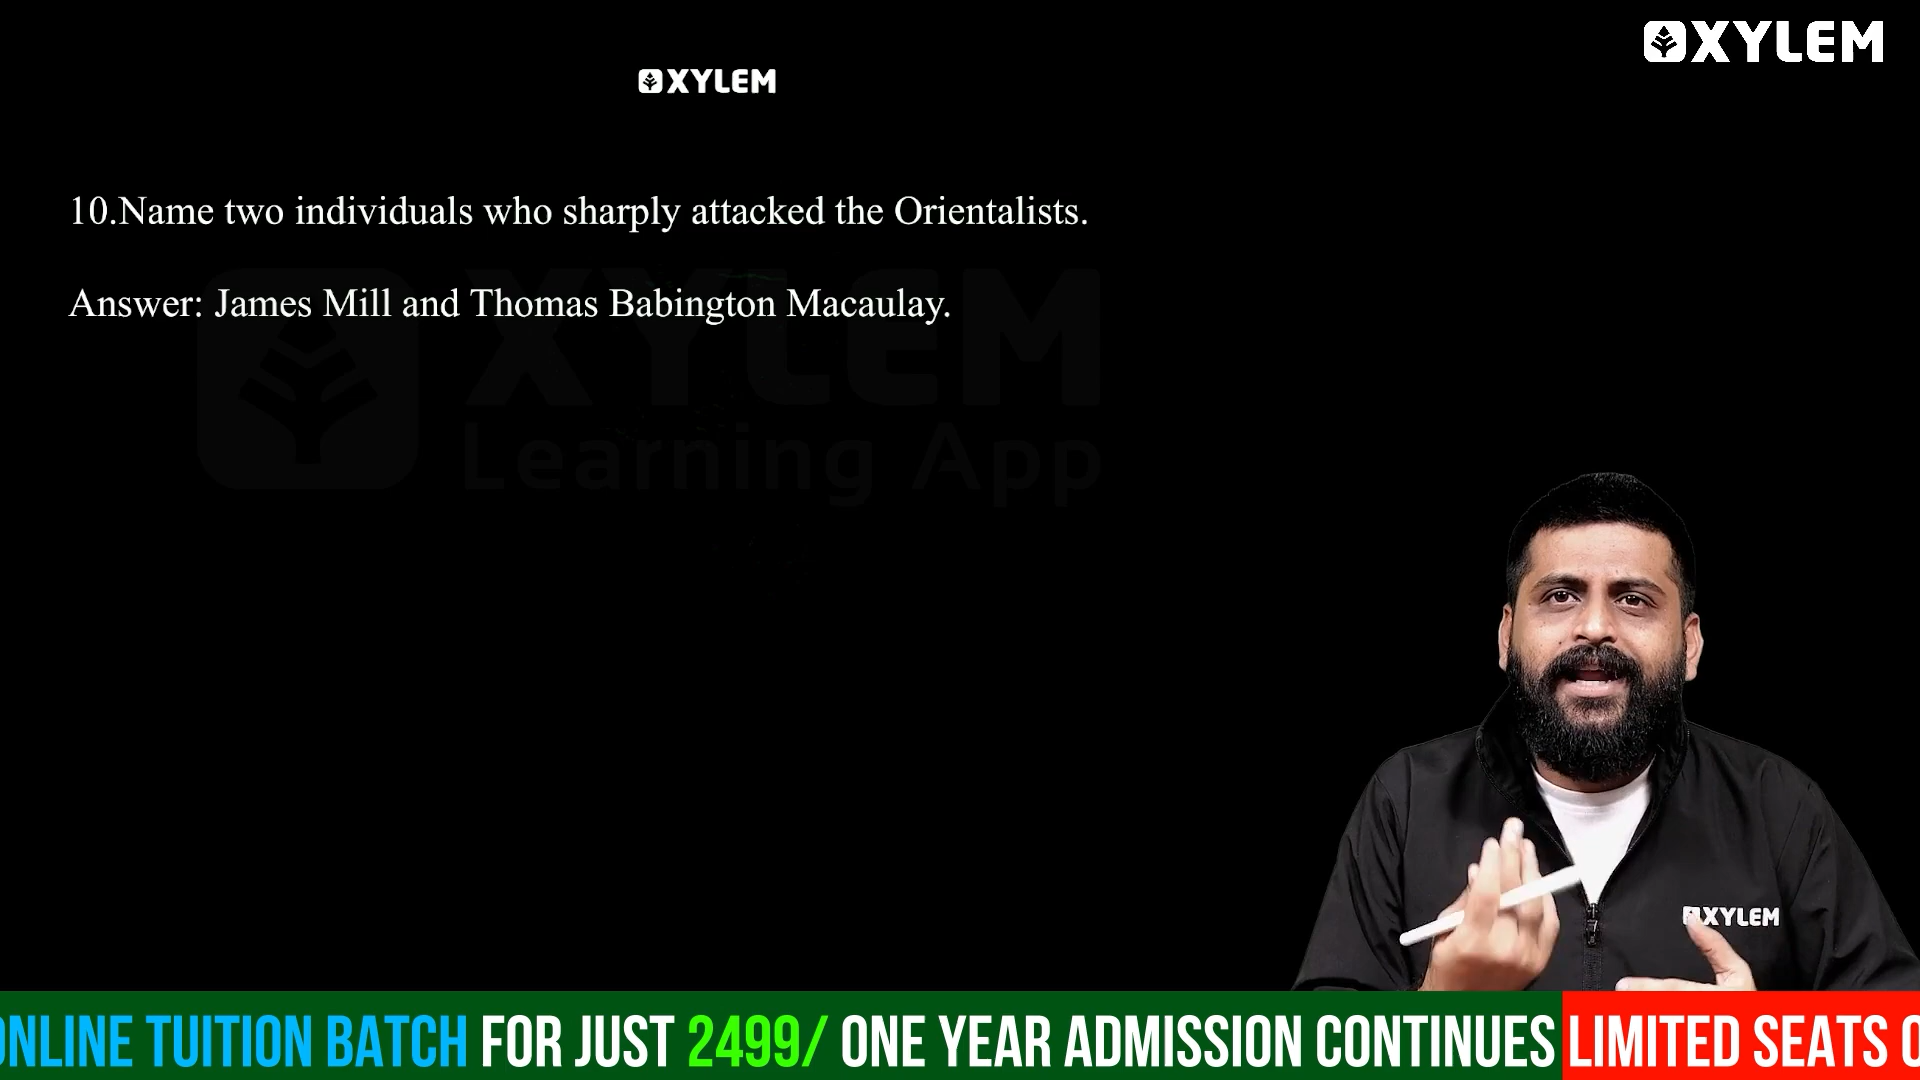 XYLEM
XYLEM
10.Name two individuals who sharply attacked the Orientalists.
Answer: James Mill and Thomas Babington Macaulay.
XYLEM
Learning App
XYLEM
ONLINE TUITION BATCH FOR JUST 2499/ ONE YEAR ADMISSION CONTINUES LIMITED SEATS